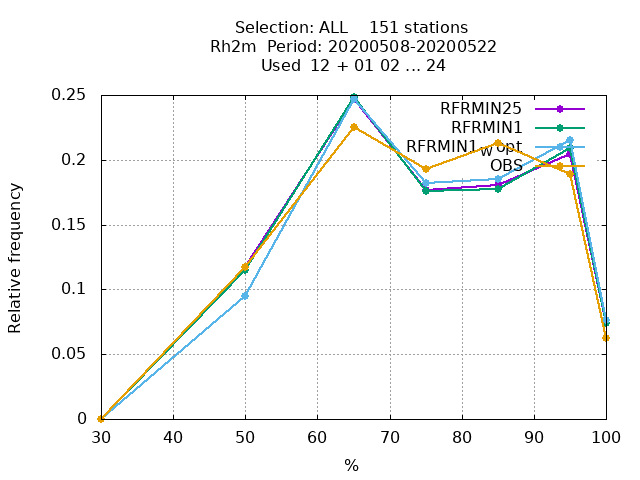 Selection: ALL    151 stations
Rh2m  Period: 20200508-20200522
Used  12 + 01 02 ... 24
0.25
0.2
0.15
0.1
0.05
0
Relative frequency
RFRMIN25
RFRMIN1
RFRMIN1_w_opt
OBS
30 40 50 60 70 80 90 100
%